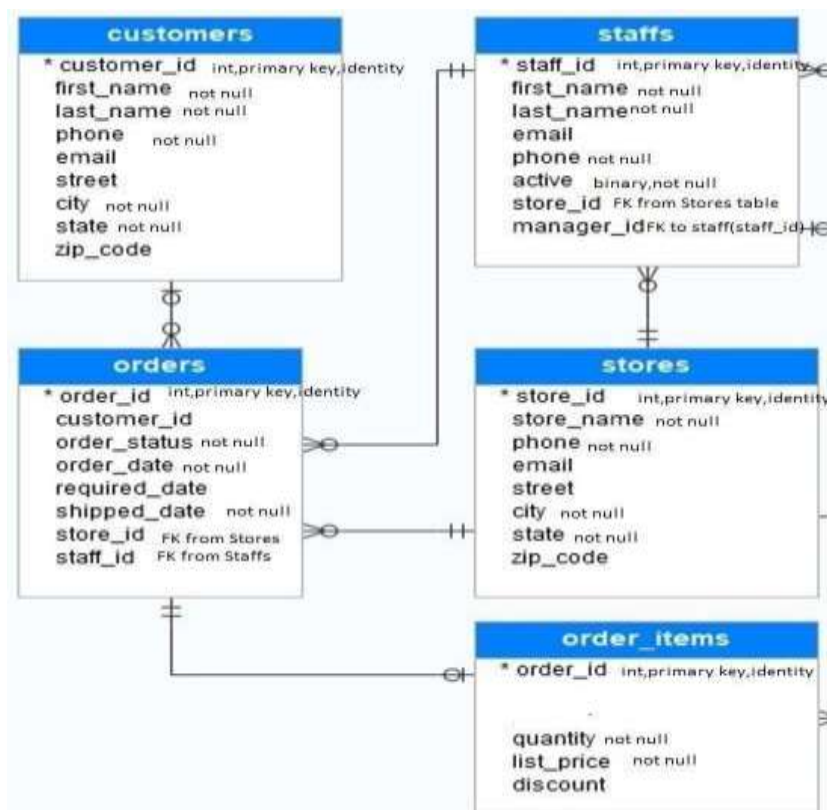 customers
* customer_id int,primary key,identity
first_name not null
last_name not null
phone not null
email
street
city not null
state not null
zip_code
staffs
* staff_id int,primary key,identity
first_name not null
last_name not null
email
phone not null
active binary,not null
store_id FK from Stores table
manager_id FK to staff(staff_id)
orders
* order_id int,primary key,identity
customer_id
order_status not null
order_date not null
required_date
shipped_date not null
store_id FK from Stores
staff_id FK from Staffs
stores
* store_id int,primary key,identity
store_name not null
phone not null
email
street
city not null
state not null
zip_code
order_items
* order_id int,primary key,identity
quantity not null
list_price not null
discount